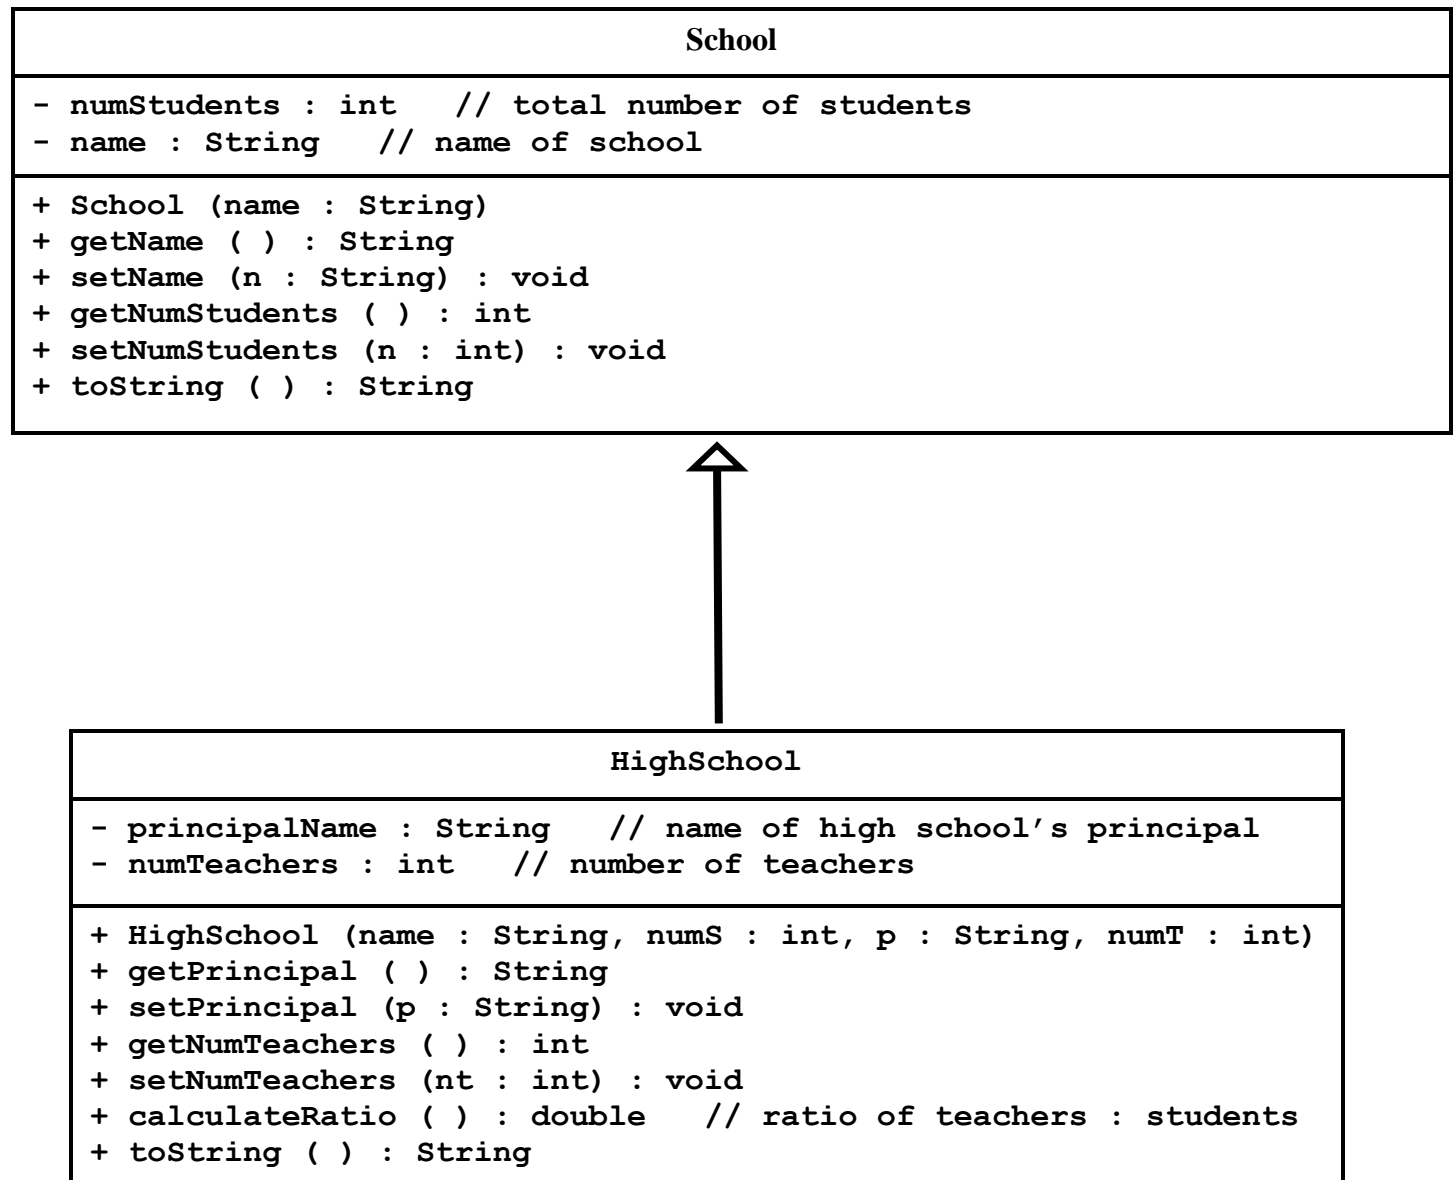 School
- numStudents : int // total number of students
- name : String // name of school
+ School (name : String)
+ getName ( ) : String
+ setName (n : String) : void
+ getNumStudents ( ) : int
+ setNumStudents (n : int) : void
+ toString ( ) : String
HighSchool
- principalName : String // name of high school’s principal
- numTeachers : int // number of teachers
+ HighSchool (name : String, numS : int, p : String, numT : int)
+ getPrincipal ( ) : String
+ setPrincipal (p : String) : void
+ getNumTeachers ( ) : int
+ setNumTeachers (nt : int) : void
+ calculateRatio ( ) : double // ratio of teachers : students
+ toString ( ) : String